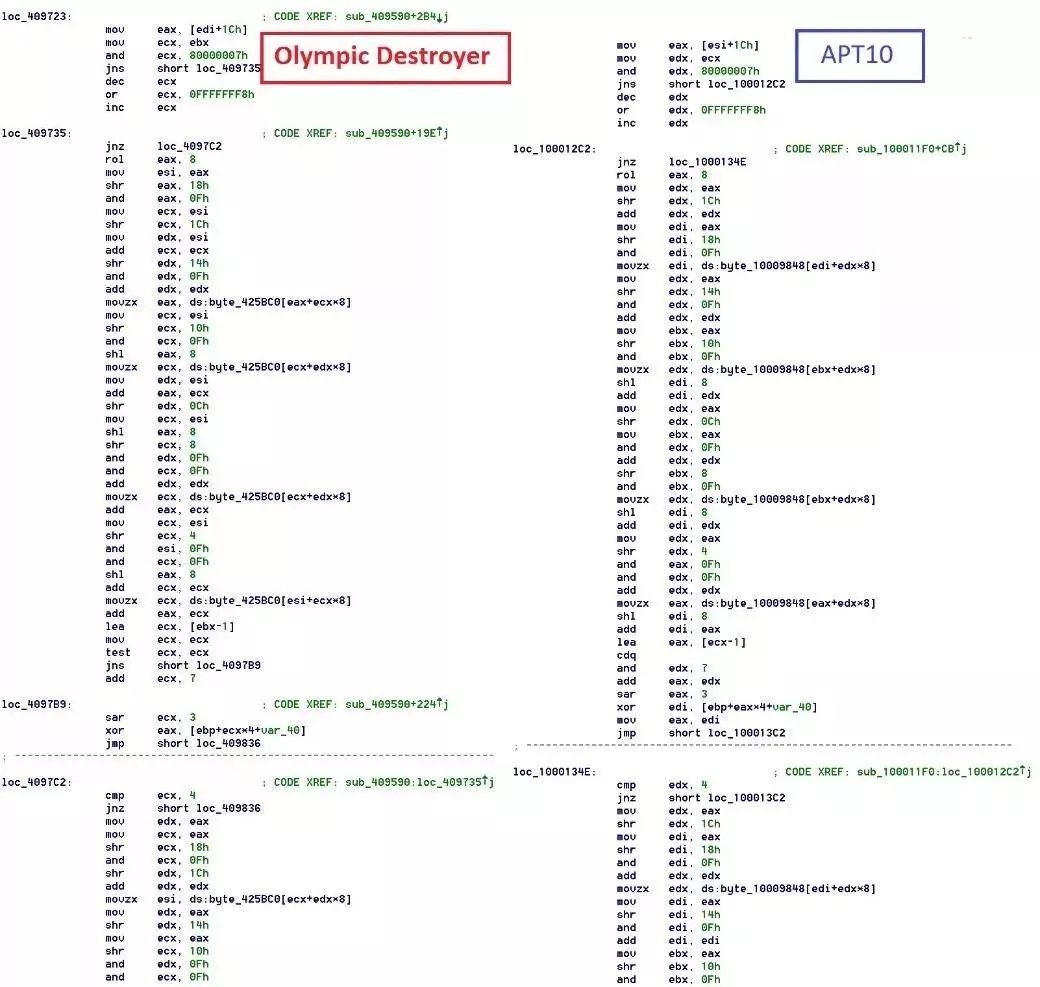 loc_409723: ; CODE XREF: sub_409590+2B4↓j
mov eax, [edi+1Ch]
mov ecx, ebx
and ecx, 80000007h
jns short loc_409735
dec ecx
or ecx, 0FFFFFFF8h
inc ecx
Olympic Destroyer
loc_409735: ; CODE XREF: sub_409590+19E↑j
jnz loc_4097C2
rol eax, 8
mov esi, eax
shr eax, 18h
and eax, 0Fh
mov ecx, esi
shr ecx, 1Ch
mov edx, esi
add ecx, ecx
shr edx, 14h
and edx, 0Fh
add edx, edx
movzx eax, ds:byte_425BC0[eax+ecx*8]
mov ecx, esi
shr ecx, 10h
and ecx, 0Fh
shl eax, 8
movzx ecx, ds:byte_425BC0[ecx+edx*8]
mov edx, esi
add eax, ecx
shr edx, 0Ch
mov ecx, esi
shl eax, 8
shr ecx, 8
and edx, 0Fh
and ecx, 0Fh
add edx, edx
movzx ecx, ds:byte_425BC0[ecx+edx*8]
add eax, ecx
mov ecx, esi
shr ecx, 4
and esi, 0Fh
and ecx, 0Fh
shl eax, 8
add ecx, ecx
movzx ecx, ds:byte_425BC0[esi+ecx*8]
add eax, ecx
lea ecx, [ebx-1]
mov ecx, ecx
test ecx, ecx
jns short loc_4097B9
add ecx, 7
loc_4097B9: ; CODE XREF: sub_409590+224↑j
sar ecx, 3
xor eax, [ebp+ecx*4+var_40]
jmp short loc_409836
; ---------------------------------------------------------------------------
loc_4097C2: ; CODE XREF: sub_409590:loc_409735↑j
cmp ecx, 4
jnz short loc_409836
mov edx, eax
mov ecx, eax
shr ecx, 18h
and ecx, 0Fh
shr edx, 1Ch
add edx, edx
movzx esi, ds:byte_425BC0[ecx+edx*8]
mov edx, eax
shr edx, 14h
mov ecx, eax
shr ecx, 10h
and edx, 0Fh
and ecx, 0Fh
APT10
mov eax, [esi+1Ch]
mov edx, ecx
and edx, 80000007h
jns short loc_100012C2
dec edx
or edx, 0FFFFFFF8h
inc edx
loc_100012C2: ; CODE XREF: sub_100011F0+CB↑j
jnz loc_1000134E
rol eax, 8
mov edx, eax
shr edx, 1Ch
add edx, edx
mov edi, eax
shr edi, 18h
and edi, 0Fh
movzx edi, ds:byte_10009848[edi+edx*8]
mov edx, eax
shr edx, 14h
and edx, 0Fh
add edx, edx
mov ebx, eax
shr ebx, 10h
and ebx, 0Fh
movzx edx, ds:byte_10009848[ebx+edx*8]
shl edi, 8
add edi, edx
mov edx, eax
shr edx, 0Ch
mov ebx, eax
and edx, 0Fh
add edx, edx
shr ebx, 8
and ebx, 0Fh
movzx edx, ds:byte_10009848[ebx+edx*8]
shl edi, 8
add edi, edx
mov edx, eax
shr edx, 4
and eax, 0Fh
and edx, 0Fh
add edx, edx
movzx eax, ds:byte_10009848[eax+edx*8]
shl edi, 8
add edi, eax
lea eax, [ecx-1]
cdq
and edx, 7
add eax, edx
sar eax, 3
xor edi, [ebp+eax*4+var_40]
mov eax, edi
jmp short loc_100013C2
; ---------------------------------------------------------------------------
loc_1000134E: ; CODE XREF: sub_100011F0:loc_100012C2↑j
cmp edx, 4
jnz short loc_100013C2
mov edx, eax
shr edx, 1Ch
mov edi, eax
shr edi, 18h
and edi, 0Fh
add edx, edx
movzx edx, ds:byte_10009848[edi+edx*8]
mov edi, eax
shr edi, 14h
and edi, 0Fh
add edi, edi
mov ebx, eax
shr ebx, 10h
and ebx, 0Fh